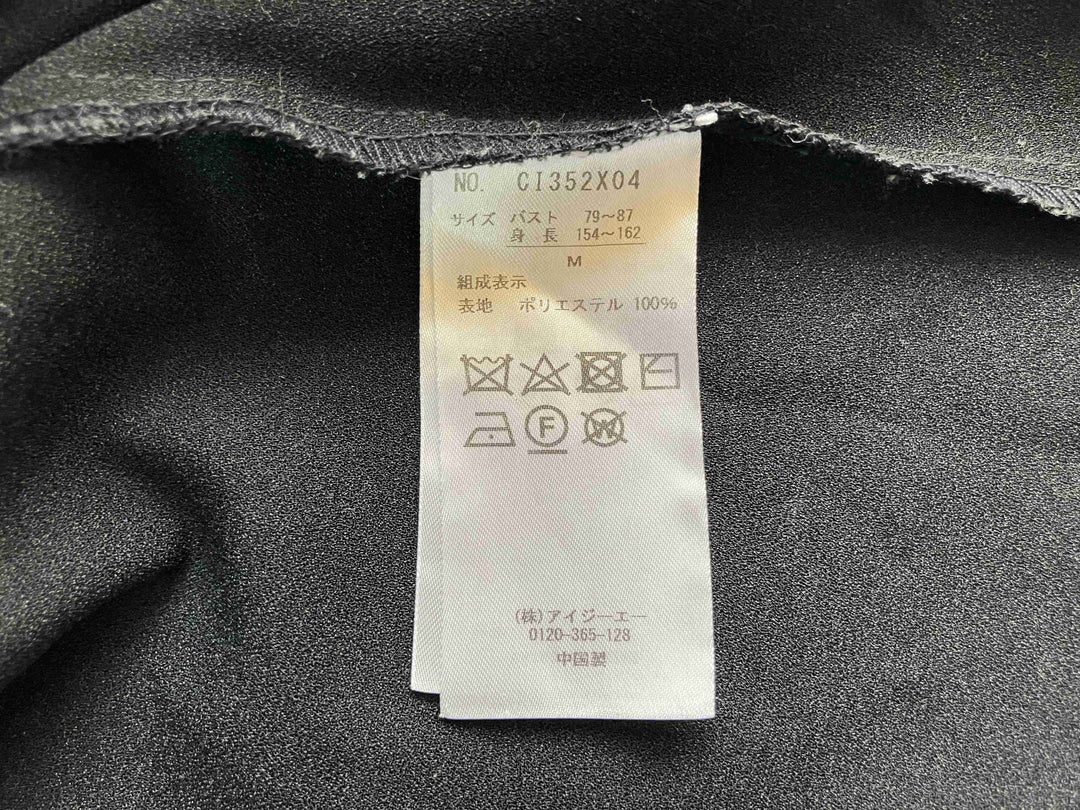 NO. CI352X04
サイズ バスト 79～87
身長 154～162
M
組成表示
表地 ポリエステル 100%
F W
(株)アイジーエー
0120-365-128
中国製